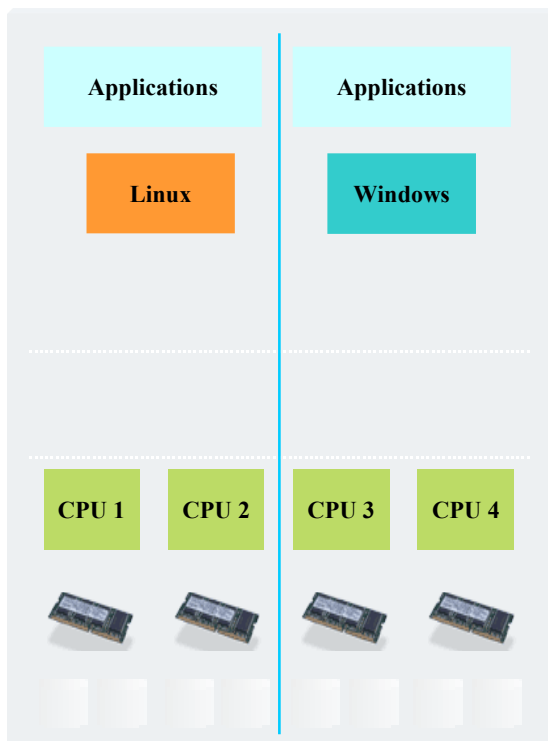 Applications
Applications
Linux
Windows
CPU 1
CPU 2
CPU 3
CPU 4